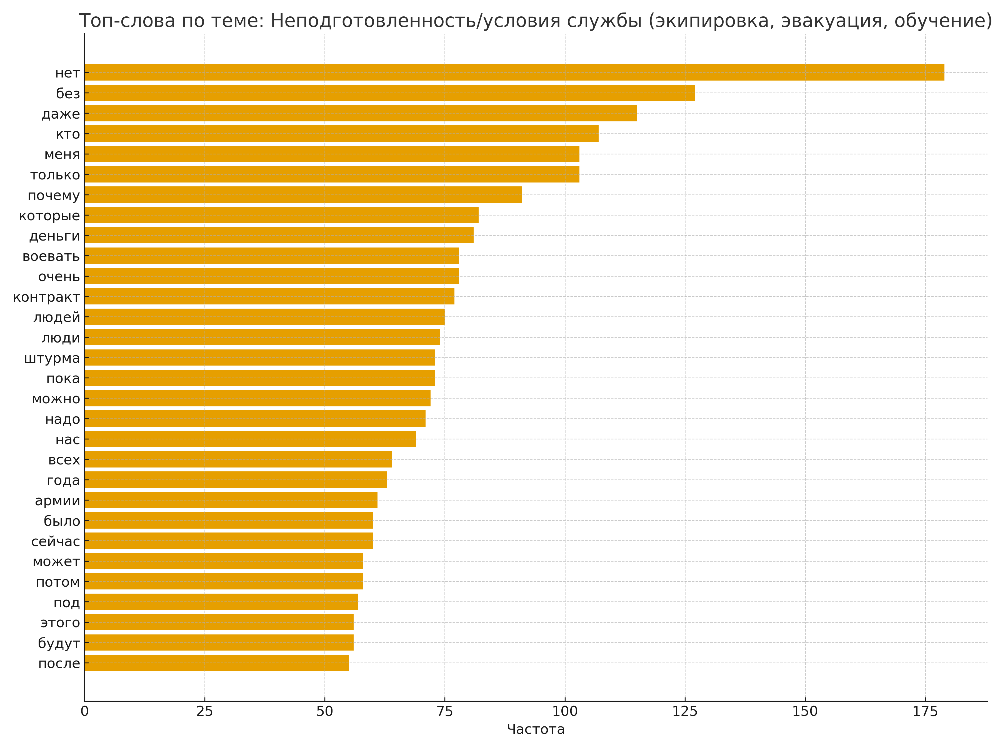 Топ-слова по теме: Неподготовленность/условия службы (экипировка, эвакуация, обучение)
нет
без
даже
кто
меня
только
почему
которые
деньги
воевать
очень
контракт
людей
люди
штурма
пока
можно
надо
нас
всех
года
армии
было
сейчас
может
потом
под
этого
будут
после
0 25 50 75 100 125 150 175
Частота